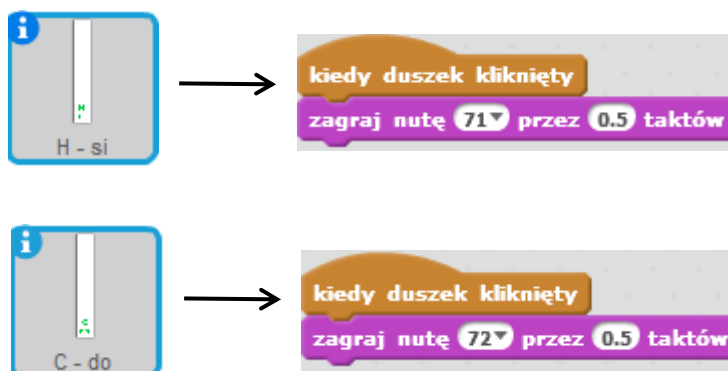 i
H
kiedy duszek kliknięty
zagraj nutę 71 przez 0.5 taktów
H - si
i
C
kiedy duszek kliknięty
zagraj nutę 72 przez 0.5 taktów
C - do